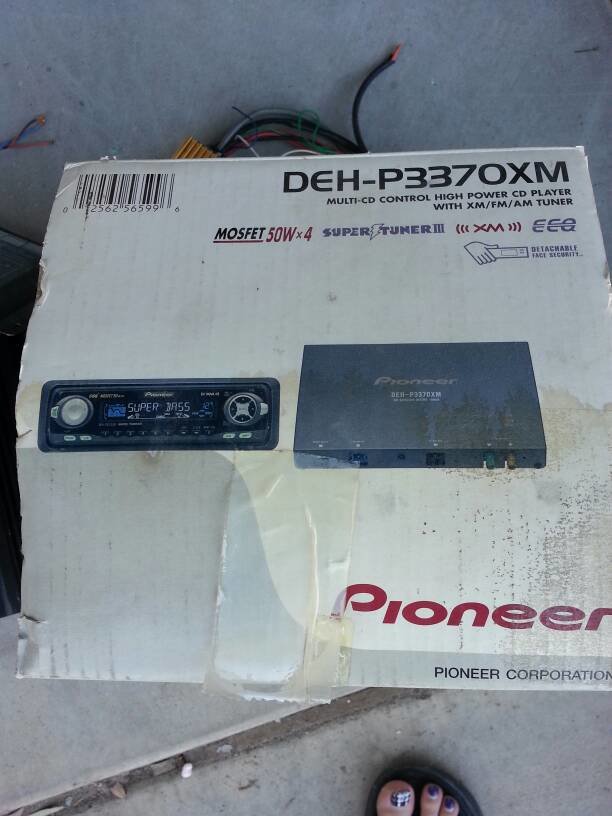 DEH-P3370XM
MULTI-CD CONTROL HIGH POWER CD PLAYER
WITH XM/FM/AM TUNER
0 12562 56599 6
MOSFET 50W×4 SUPER TUNER III XM EEQ
DETACHABLE
FACE SECURITY
Pioneer
SUPER BASS
Pioneer
DEH-P3370XM
Pioneer
PIONEER CORPORATION